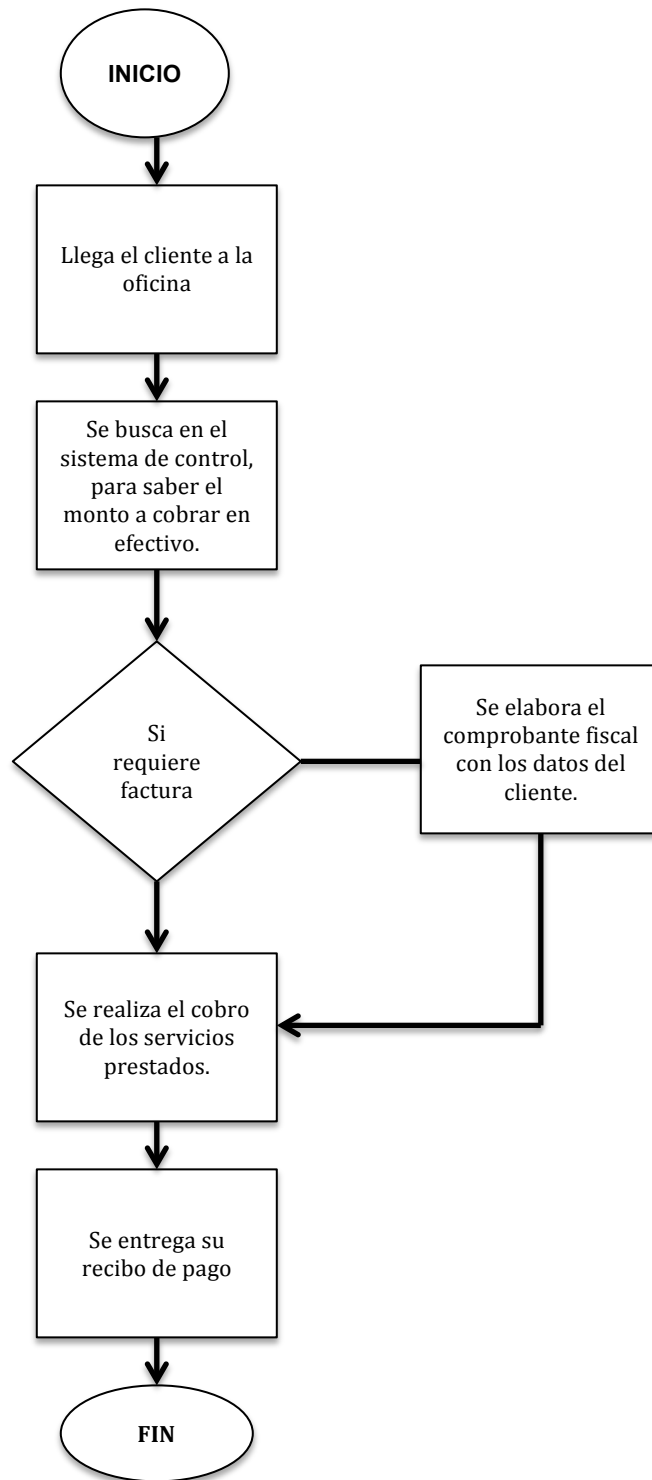 INICIO
Llega el cliente a la
oficina
Se busca en el
sistema de control,
para saber el
monto a cobrar en
efectivo.
Si
requiere
factura
Se elabora el
comprobante fiscal
con los datos del
cliente.
Se realiza el cobro
de los servicios
prestados.
Se entrega su
recibo de pago
FIN